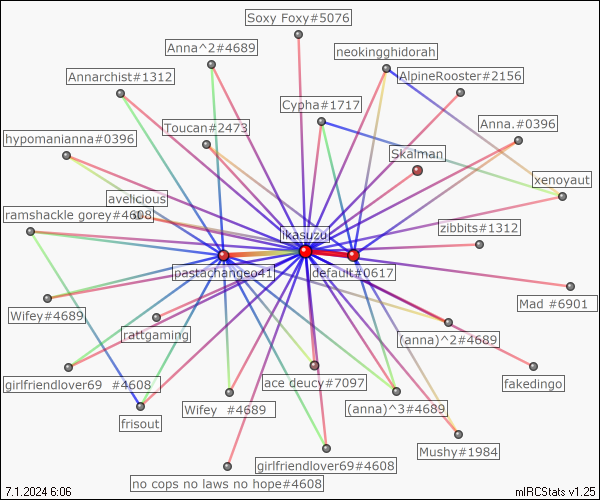 Soxy Foxy#5076
Anna^2#4689
neokingghidorah
Annarchist#1312
AlpineRooster#2156
Cypha#1717
Toucan#2473
Anna.#0396
hypomanianna#0396
Skalman
xenoyaut
avelicious
ramshackle gorey#4608
zibbits#1312
ikasuzu
pastachangeo41
default#0617
Mad #6901
Wifey#4689
rattgaming
(anna)^2#4689
girlfriendlover69 #4608
ace deucy#7097
fakedingo
frisout
Wifey #4689
(anna)^3#4689
Mushy#1984
girlfriendlover69#4608
no cops no laws no hope#4608
7.1.2024 6:06
mIRCStats v1.25